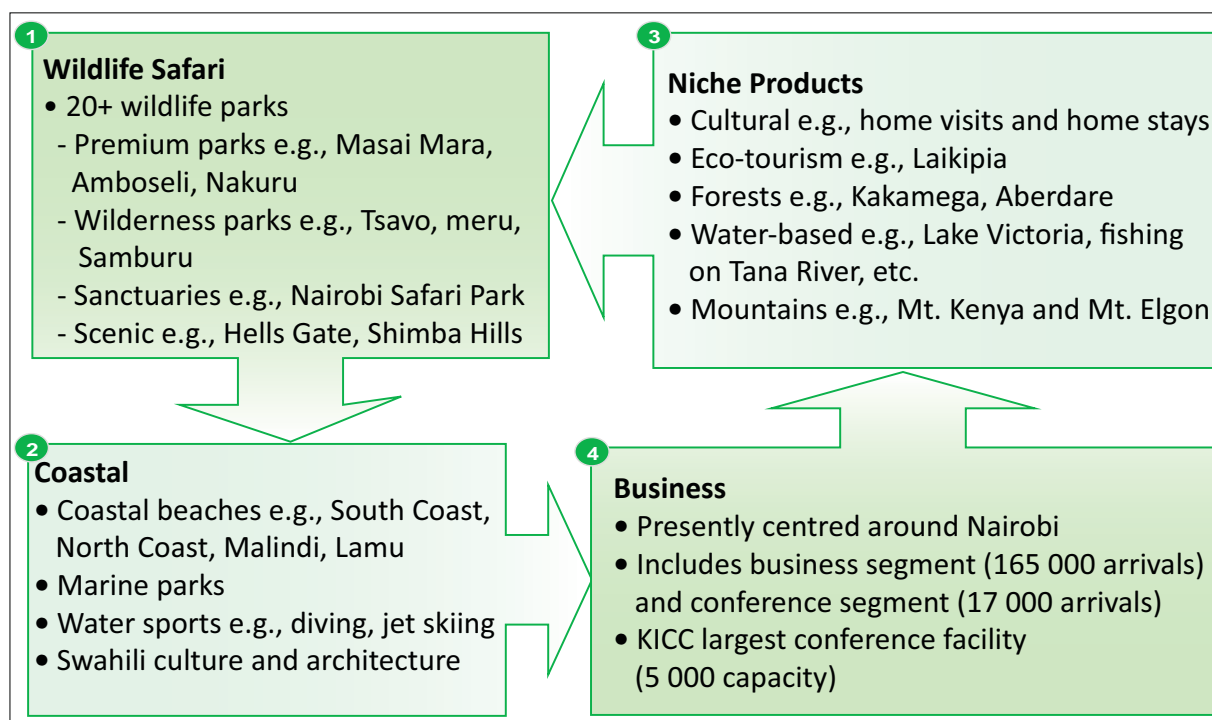 1
Wildlife Safari
• 20+ wildlife parks
- Premium parks e.g., Masai Mara,
Amboseli, Nakuru
- Wilderness parks e.g., Tsavo, meru,
Samburu
- Sanctuaries e.g., Nairobi Safari Park
- Scenic e.g., Hells Gate, Shimba Hills
2
Coastal
• Coastal beaches e.g., South Coast,
North Coast, Malindi, Lamu
• Marine parks
• Water sports e.g., diving, jet skiing
• Swahili culture and architecture
3
Niche Products
• Cultural e.g., home visits and home stays
• Eco-tourism e.g., Laikipia
• Forests e.g., Kakamega, Aberdare
• Water-based e.g., Lake Victoria, fishing
on Tana River, etc.
• Mountains e.g., Mt. Kenya and Mt. Elgon
4
Business
• Presently centred around Nairobi
• Includes business segment (165 000 arrivals)
and conference segment (17 000 arrivals)
• KICC largest conference facility
(5 000 capacity)